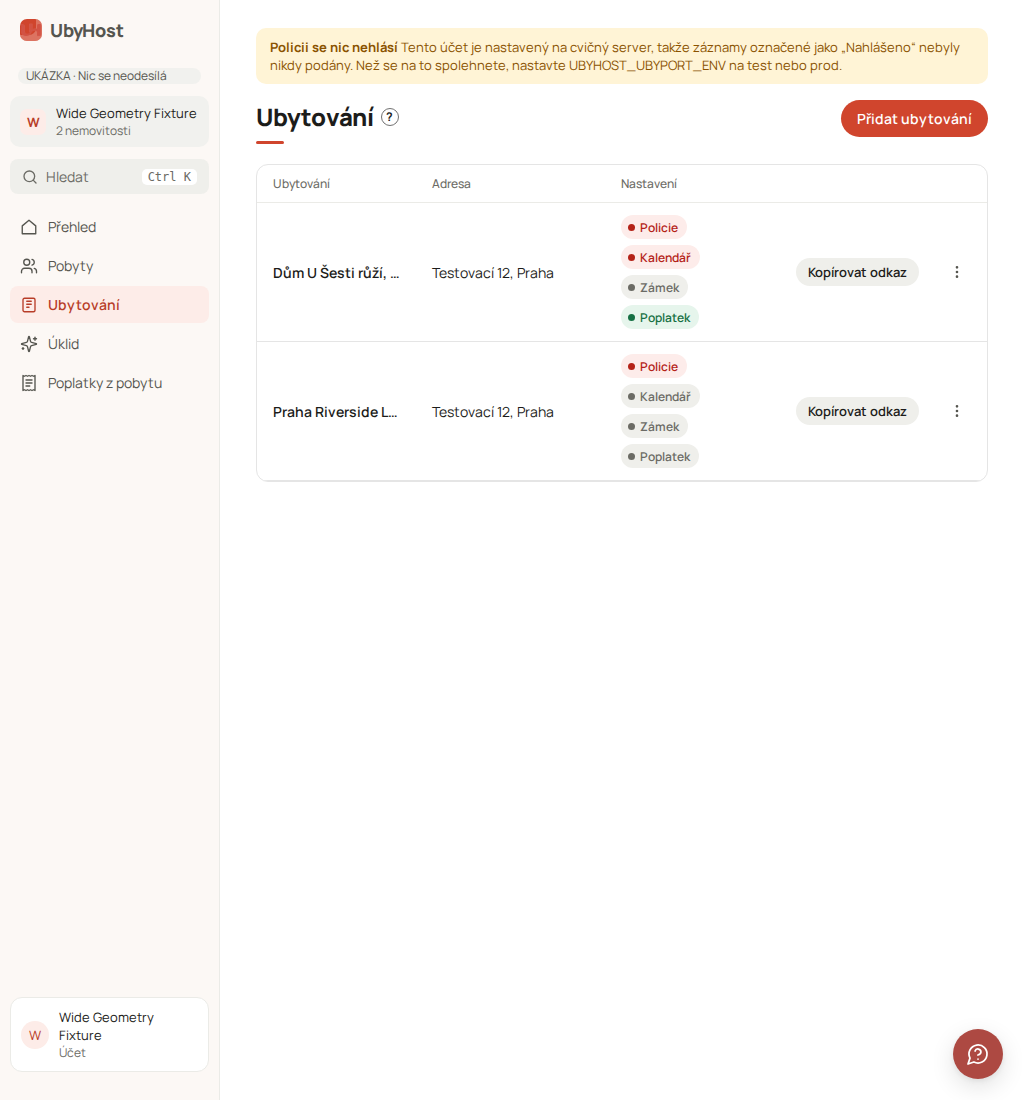 UbyHost
UKÁZKA · Nic se neodesílá
W
Wide Geometry Fixture
2 nemovitosti
Hledat
Ctrl K
Přehled
Pobyty
Ubytování
Úklid
Poplatky z pobytu
W
Wide Geometry
Fixture
Účet
Policii se nic nehlásí Tento účet je nastavený na cvičný server, takže záznamy označené jako „Nahlášeno“ nebyly
nikdy podány. Než se na to spolehnete, nastavte UBYHOST_UBYPORT_ENV na test nebo prod.
Ubytování ?
Přidat ubytování
Ubytování Adresa Nastavení
Dům U Šesti růží, ... Testovací 12, Praha
Policie
Kalendář
Zámek
Poplatek
Kopírovat odkaz
Praha Riverside L... Testovací 12, Praha
Policie
Kalendář
Zámek
Poplatek
Kopírovat odkaz